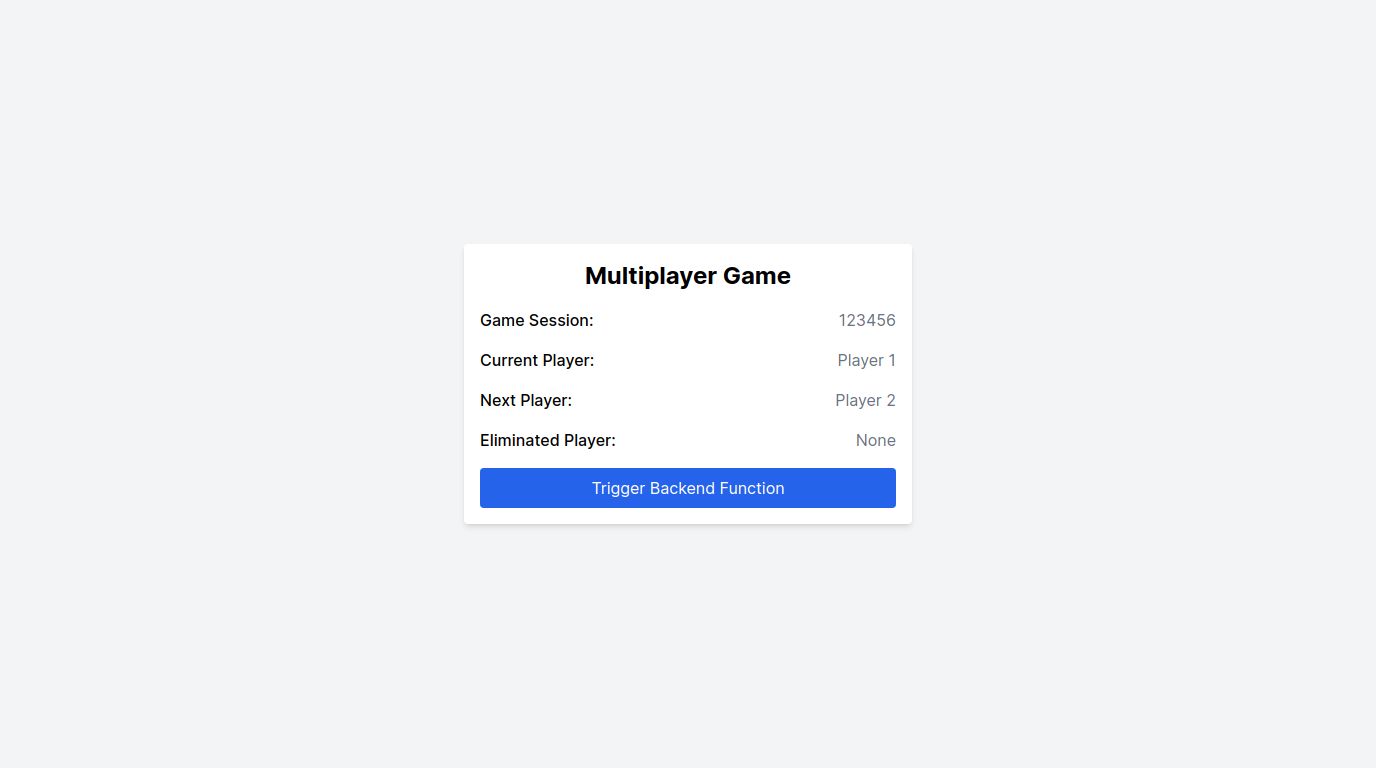 Multiplayer Game
Game Session: 123456
Current Player: Player 1
Next Player: Player 2
Eliminated Player: None
Trigger Backend Function